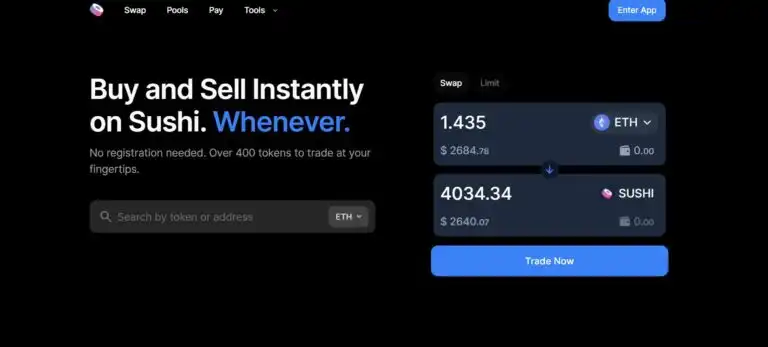 Swap Pools Pay Tools Enter App
Buy and Sell Instantly
on Sushi. Whenever.
No registration needed. Over 400 tokens to trade at your
fingertips.
Search by token or address ETH
Swap Limit
1.435 ETH
$ 2684.78 0.00
4034.34 SUSHI
$ 2640.07 0.00
Trade Now